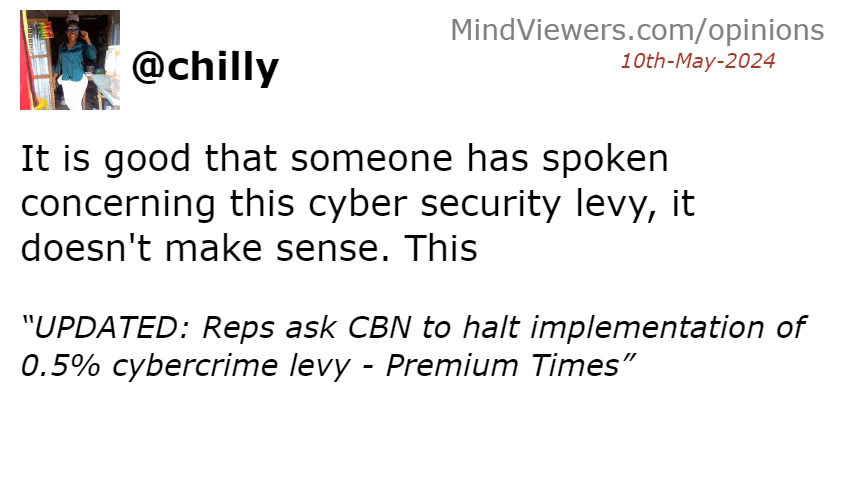 MindViewers.com/opinions
10th-May-2024
@chilly
It is good that someone has spoken
concerning this cyber security levy, it
doesn't make sense. This
“UPDATED: Reps ask CBN to halt implementation of
0.5% cybercrime levy - Premium Times”